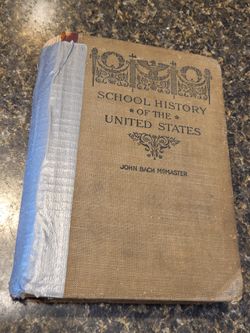 SCHOOL HISTORY
OF THE
UNITED STATES
JOHN BACH McMASTER